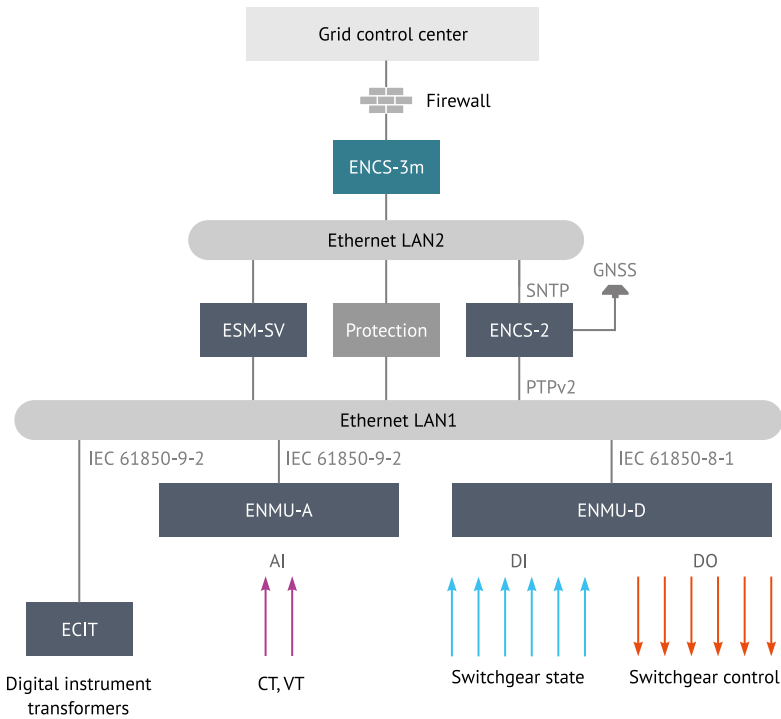 Grid control center
Firewall
ENCS-3m
Ethernet LAN2
GNSS
SNTP
ESM-SV
Protection
ENCS-2
PTPv2
Ethernet LAN1
IEC 61850-9-2
IEC 61850-9-2
IEC 61850-8-1
ENMU-A
ENMU-D
AI
DI
DO
ECIT
Digital instrument
transformers
CT, VT
Switchgear state
Switchgear control